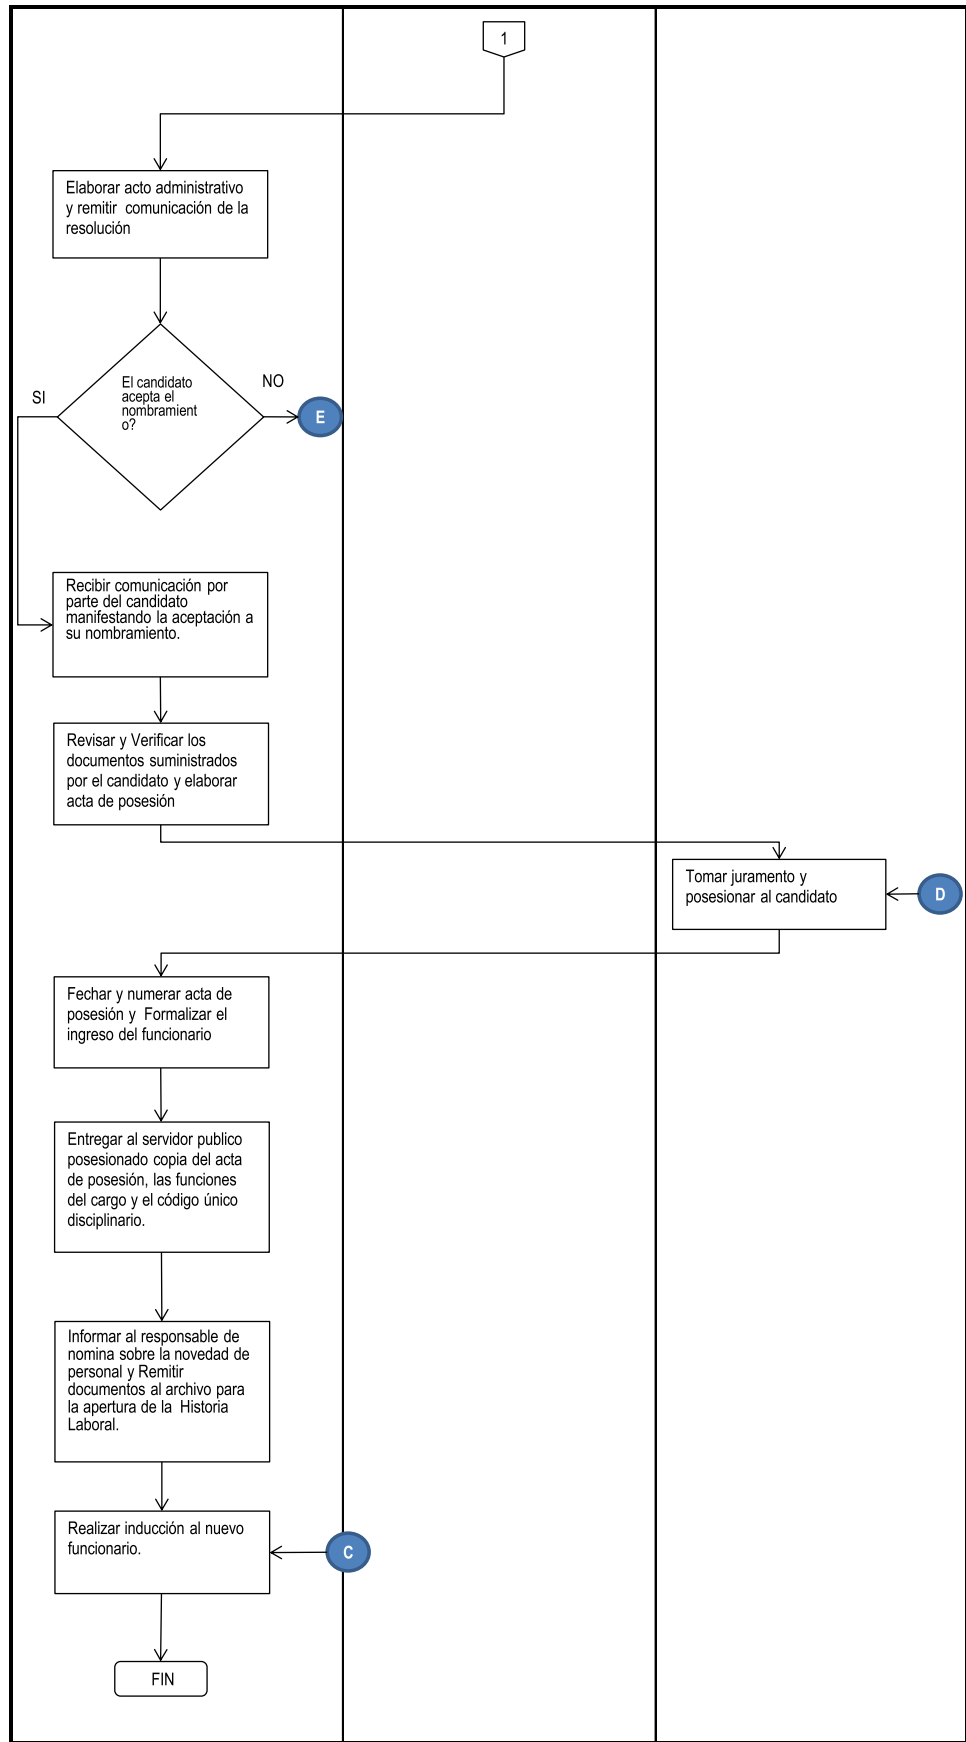 1
Elaborar acto administrativo
y remitir comunicación de la
resolución
El candidato
acepta el
nombramient
o?
SI
NO
E
Recibir comunicación por
parte del candidato
manifestando la aceptación a
su nombramiento.
Revisar y Verificar los
documentos suministrados
por el candidato y elaborar
acta de posesión
Tomar juramento y
posesionar al candidato
D
Fechar y numerar acta de
posesión y Formalizar el
ingreso del funcionario
Entregar al servidor publico
posesionado copia del acta
de posesión, las funciones
del cargo y el código único
disciplinario.
Informar al responsable de
nomina sobre la novedad de
personal y Remitir
documentos al archivo para
la apertura de la Historia
Laboral.
Realizar inducción al nuevo
funcionario.
C
FIN